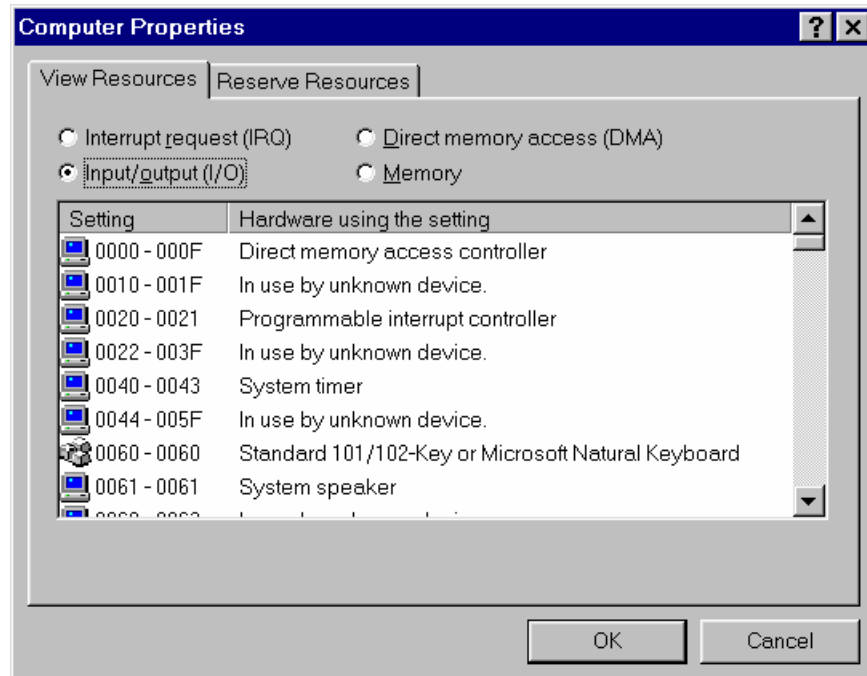 Computer Properties
View Resources Reserve Resources
Interrupt request (IRQ) Direct memory access (DMA)
Input/output (I/O) Memory
Setting Hardware using the setting
0000 - 000F Direct memory access controller
0010 - 001F In use by unknown device.
0020 - 0021 Programmable interrupt controller
0022 - 003F In use by unknown device.
0040 - 0043 System timer
0044 - 005F In use by unknown device.
0060 - 0060 Standard 101/102-Key or Microsoft Natural Keyboard
0061 - 0061 System speaker
OK Cancel